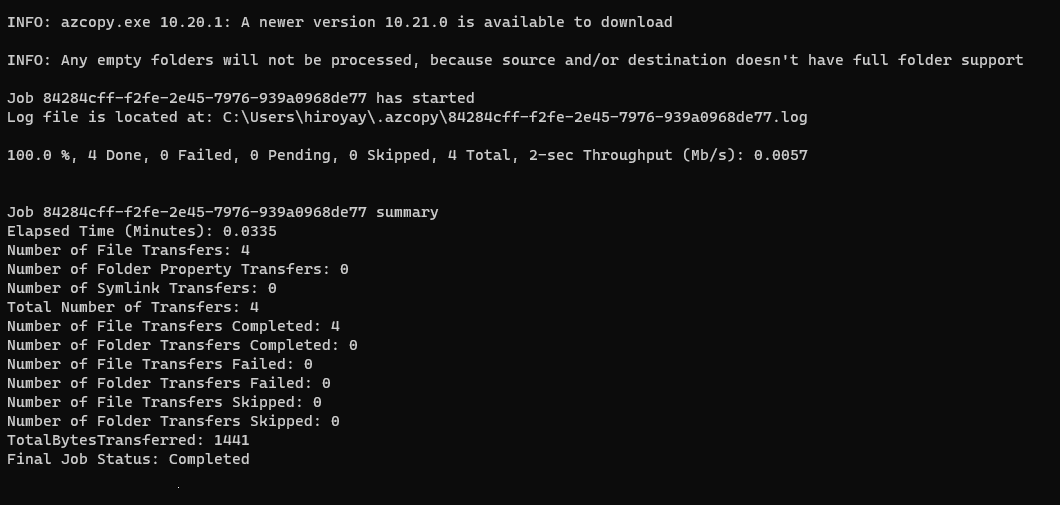 INFO: azcopy.exe 10.20.1: A newer version 10.21.0 is available to download
INFO: Any empty folders will not be processed, because source and/or destination doesn't have full folder support
Job 84284cff-f2fe-2e45-7976-939a0968de77 has started
Log file is located at: C:\Users\hiroyay\.azcopy\84284cff-f2fe-2e45-7976-939a0968de77.log
100.0 %, 4 Done, 0 Failed, 0 Pending, 0 Skipped, 4 Total, 2-sec Throughput (Mb/s): 0.0057
Job 84284cff-f2fe-2e45-7976-939a0968de77 summary
Elapsed Time (Minutes): 0.0335
Number of File Transfers: 4
Number of Folder Property Transfers: 0
Number of Symlink Transfers: 0
Total Number of Transfers: 4
Number of File Transfers Completed: 4
Number of Folder Transfers Completed: 0
Number of File Transfers Failed: 0
Number of Folder Transfers Failed: 0
Number of File Transfers Skipped: 0
Number of Folder Transfers Skipped: 0
TotalBytesTransferred: 1441
Final Job Status: Completed